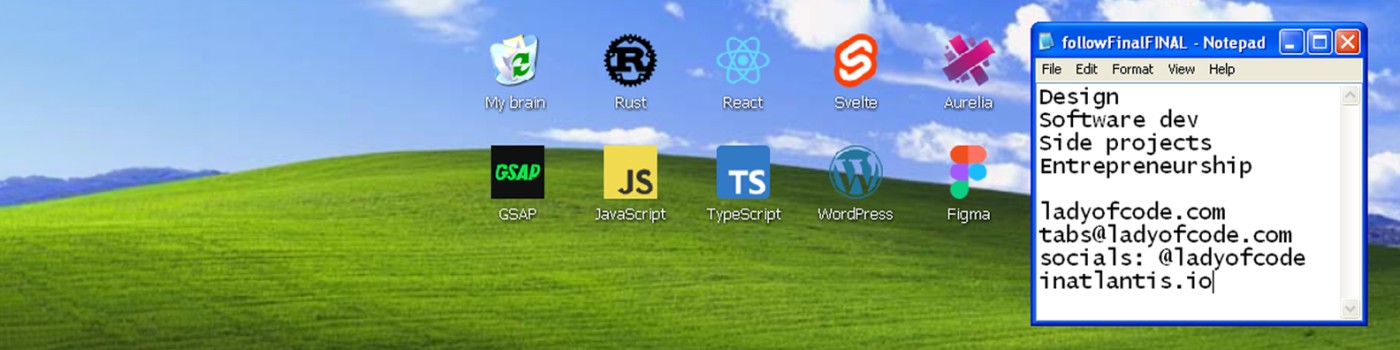 My brain
Rust
React
Svelte
Aurelia
GSAP
GSAP
JS
JavaScript
TS
TypeScript
WordPress
Figma
followFinalFINAL - Notepad
File Edit Format View Help
Design
Software dev
Side projects
Entrepreneurship
ladyofcode.com
tabs@ladyofcode.com
socials: @ladyofcode
inatlantis.io